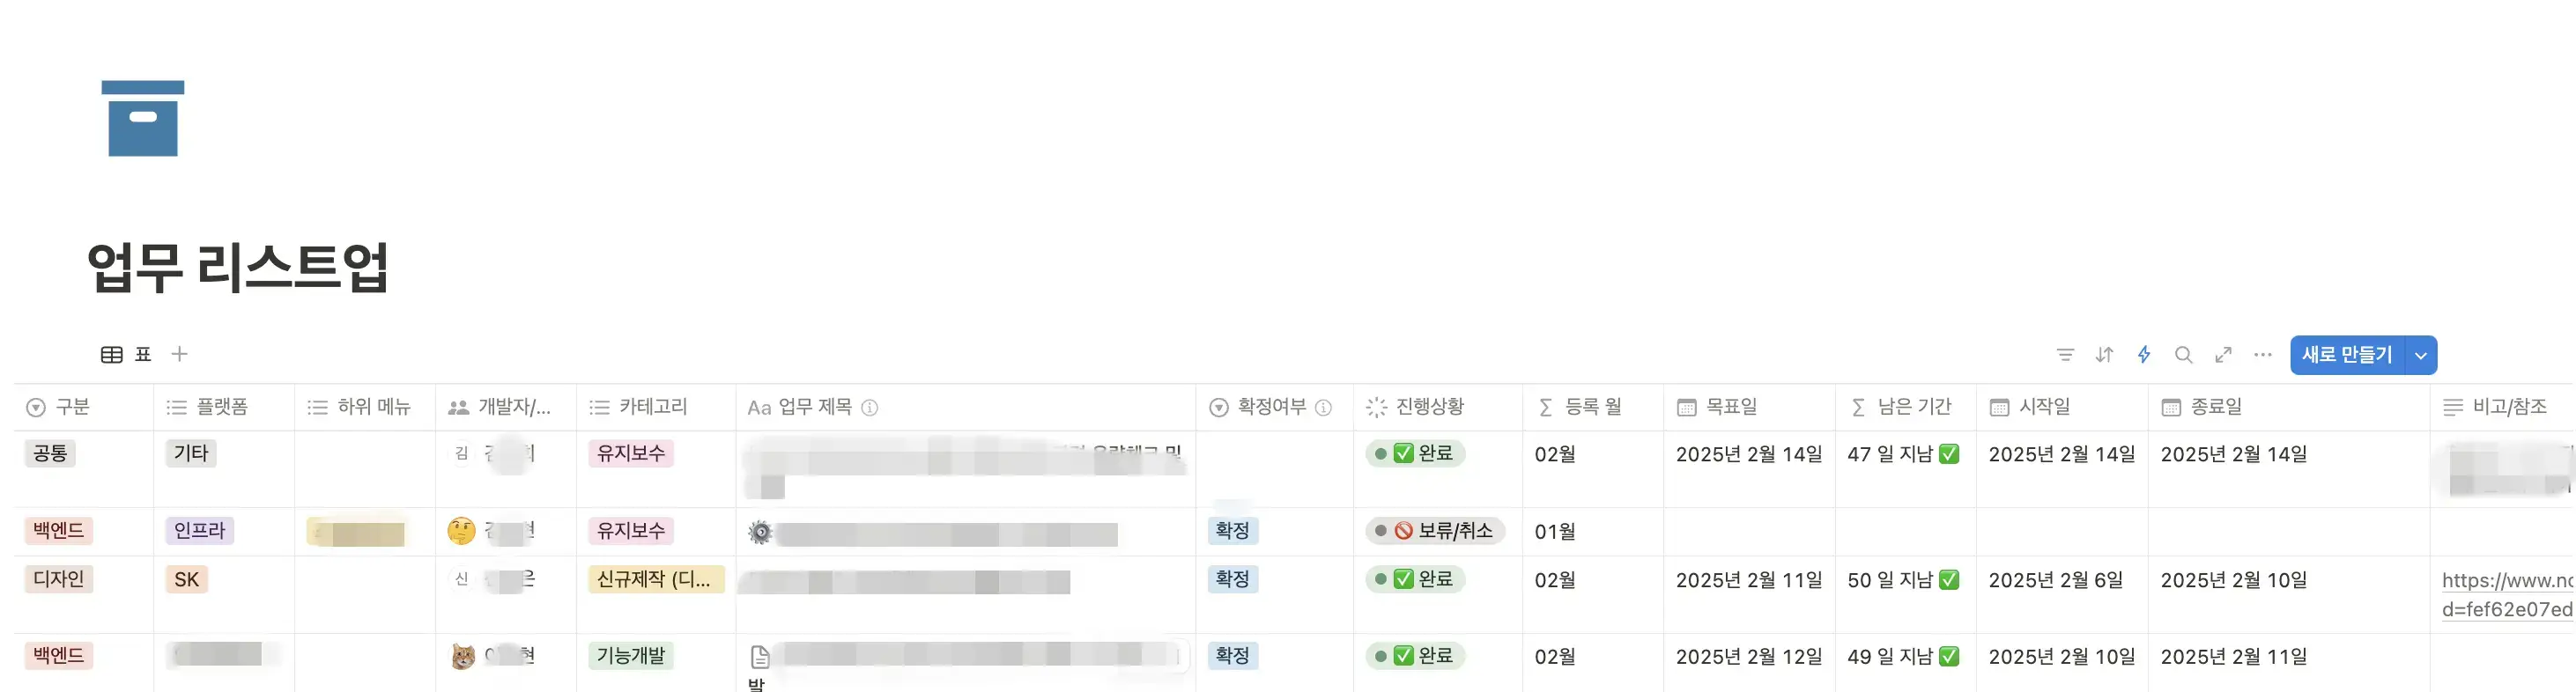 업무 리스트업
표
새로 만들기
구분 플랫폼 하위 메뉴 개발자/... 카테고리 Aa 업무 제목 확정여부 진행상황 등록 월 목표일 남은 기간 시작일 종료일 비고/참조
공통 기타 김 유지보수 및 완료 02월 2025년 2월 14일 47 일 지남 2025년 2월 14일 2025년 2월 14일
백엔드 인프라 유지보수 확정 보류/취소 01월
디자인 SK 신 신규제작 (디... 확정 완료 02월 2025년 2월 11일 50 일 지남 2025년 2월 6일 2025년 2월 10일 https://www.nc
d=fef62e07ed
백엔드 기능개발 확정 완료 02월 2025년 2월 12일 49 일 지남 2025년 2월 10일 2025년 2월 11일
발